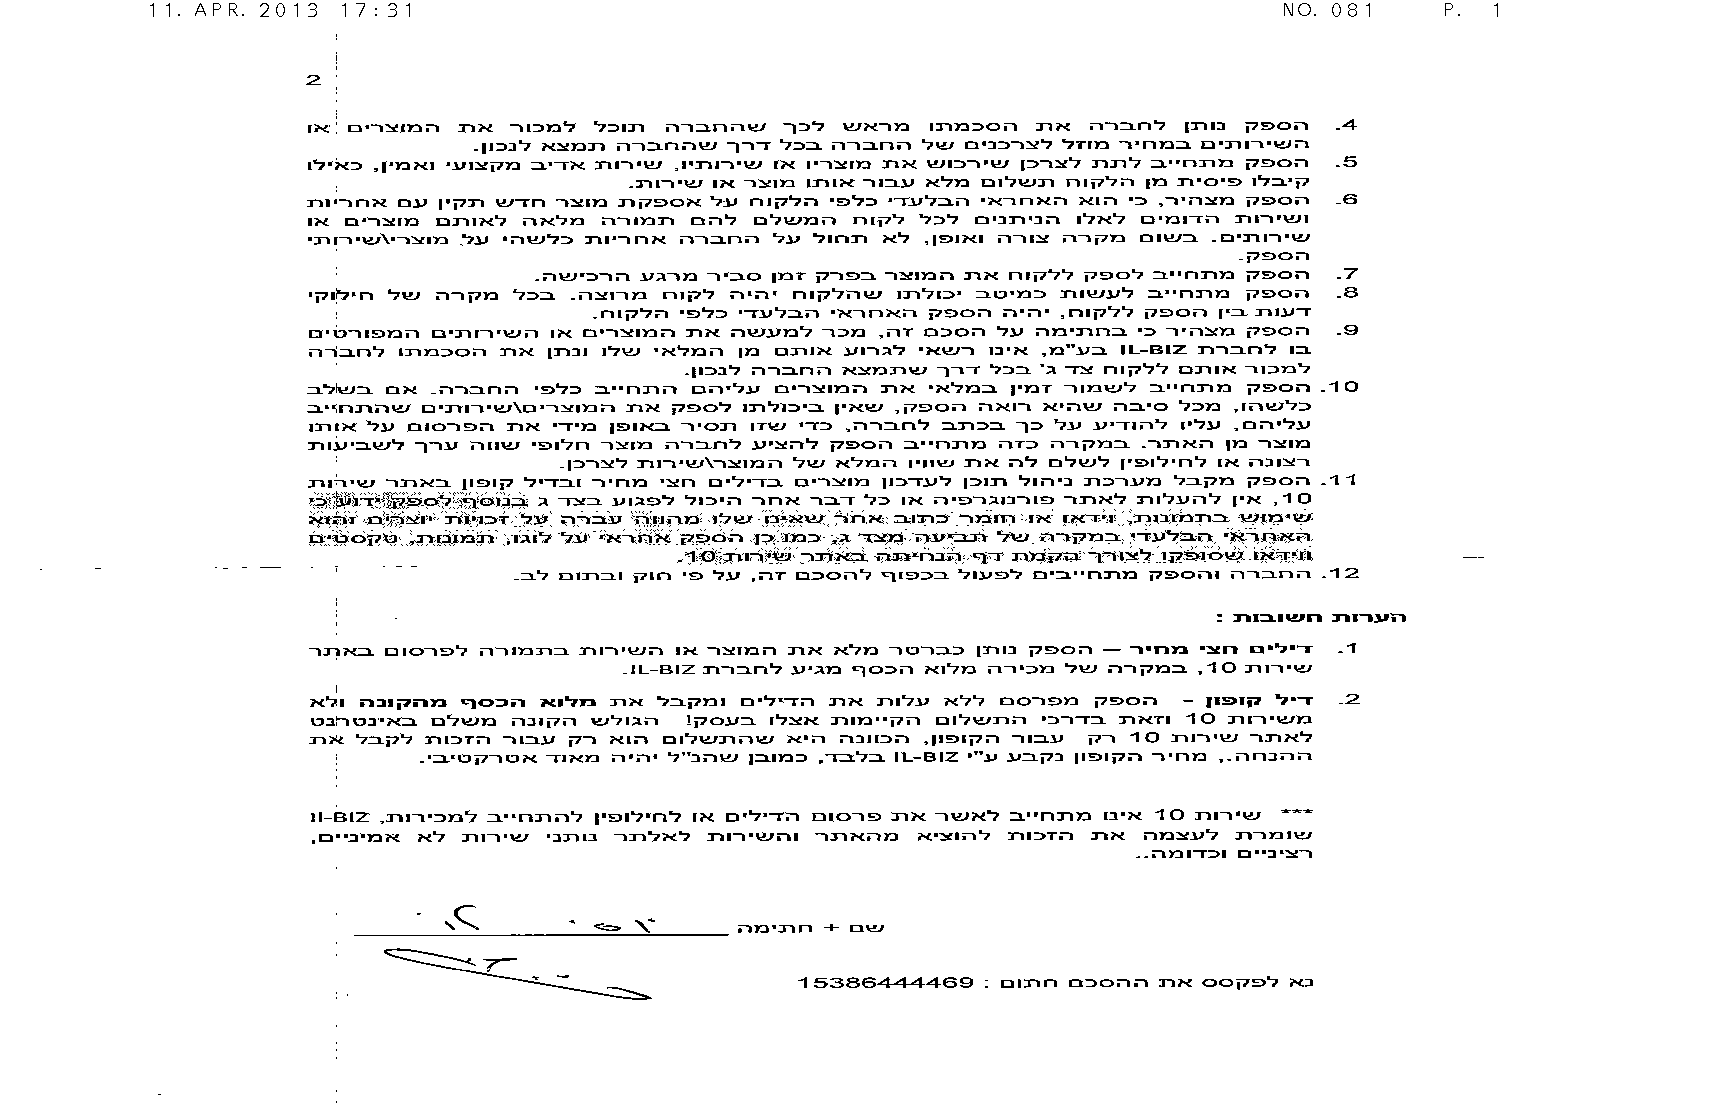 11. APR. 2013 17:31 NO. 081 P. 1
2
4. הספק נותן לחברה את הסכמתו מראש לכך שהחברה תוכל למכור את המוצרים או
השירותים במחיר מוזל לצרכנים של החברה בכל דרך שהחברה תמצא לנכון.
5. הספק מתחייב לתת לצרכן שירכוש את מוצריו או שירותיו, שירות אדיב מקצועי ואמין, כאילו
קיבלו פיסית מן הלקוח תשלום מלא עבור אותו מוצר או שירות.
6. הספק מצהיר, כי הוא האחראי הבלעדי כלפי הלקוח על אספקת מוצר חדש תקין עם אחריות
ושירות הדומים לאלו הניתנים לכל לקוח המשלם להם תמורה מלאה לאותם מוצרים או
שירותים. בשום מקרה צורה ואופן, לא תחול על החברה אחריות כלשהי על מוצרי\שירותי
הספק.
7. הספק מתחייב לספק ללקוח את המוצר בפרק זמן סביר מרגע הרכישה.
8. הספק מתחייב לעשות כמיטב יכולתו שהלקוח יהיה לקוח מרוצה. בכל מקרה של חילוקי
דעות בין הספק ללקוח, יהיה הספק האחראי הבלעדי כלפי הלקוח.
9. הספק מצהיר כי בחתימה על הסכם זה, מכר למעשה את המוצרים או השירותים המפורטים
בו לחברת IL-BIZ בע"מ, אינו רשאי לגרוע אותם מן המלאי שלו ונתן את הסכמתו לחברה
למכור אותם ללקוח צד ג' בכל דרך שתמצא החברה לנכון.
10. הספק מתחייב לשמור זמין במלאי את המוצרים עליהם התחייב כלפי החברה. אם בשלב
כלשהו, מכל סיבה שהיא רואה הספק, שאין ביכולתו לספק את המוצרים\שירותים שהתחייב
עליהם, עליו להודיע על כך בכתב לחברה, כדי שזו תסיר באופן מידי את הפרסום על אותו
מוצר מן האתר. במקרה כזה מתחייב הספק להציע לחברה מוצר חלופי שווה ערך לשביעות
רצונה או לחילופין לשלם לה את שוויו המלא של המוצר\שירות לצרכן.
11. הספק מקבל מערכת ניהול תוכן לעדכון מוצרים בדילים חצי מחיר ובדיל קופון באתר שירות
10, אין להעלות לאתר פורנוגרפיה או כל דבר אחר היכול לפגוע בצד ג בנוסף לספק ידוע כי
שימוש בתמונות, וידאו או חומר כתוב אחר שאינם שלו מהווה עברה על זכויות יוצרים והוא
האחראי הבלעדי במקרה של תביעה מצד ג, כמו כן הספק אחראי על לוגו, תמונות, טקסטים
ווידאו שסופקו לצורך הקמת דף הנחיתה באתר שירות 10.
12. החברה והספק מתחייבים לפעול בכפוף להסכם זה, על פי חוק ובתום לב.
הערות חשובות :
1. דילים חצי מחיר – הספק נותן כברטר מלא את המוצר או השירות בתמורה לפרסום באתר
שירות 10, במקרה של מכירה מלוא הכסף מגיע לחברת IL-BIZ.
2. דיל קופון - הספק מפרסם ללא עלות את הדילים ומקבל את מלוא הכסף מהקונה ולא
משירות 10 וזאת בדרכי התשלום הקיימות אצלו בעסק! הגולש הקונה משלם באינטרנט
לאתר שירות 10 רק עבור הקופון, הכוונה היא שהתשלום הוא רק עבור הזכות לקבל את
ההנחה., מחיר הקופון נקבע ע"י IL-BIZ בלבד, כמובן שהנ"ל יהיה מאוד אטרקטיבי.
*** שירות 10 אינו מתחייב לאשר את פרסום הדילים או לחילופין להתחייב למכירות, Il-BIZ
שומרת לעצמה את הזכות להוציא מהאתר והשירות לאלתר נותני שירות לא אמיניים,
רציניים וכדומה..
שם + חתימה
נא לפקסס את ההסכם חתום : 15386444469